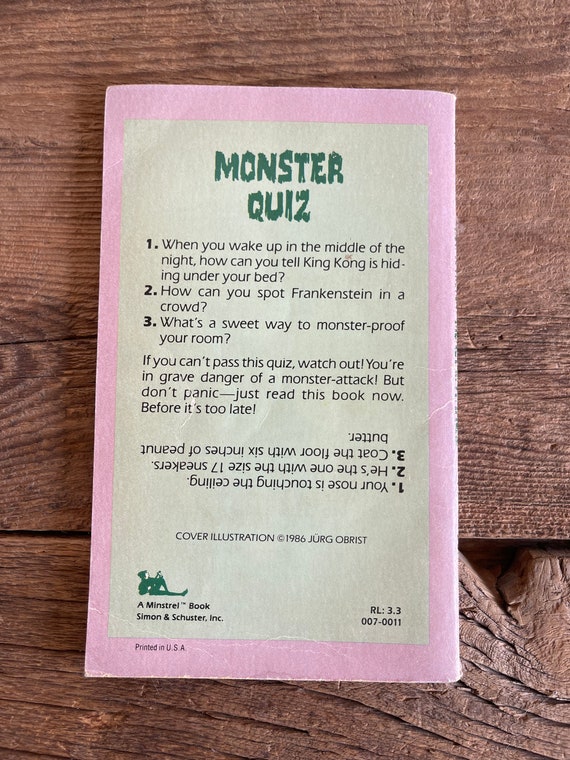 MONSTER
QUIZ
1. When you wake up in the middle of the
night, how can you tell King Kong is hid-
ing under your bed?
2. How can you spot Frankenstein in a
crowd?
3. What's a sweet way to monster-proof
your room?
If you can't pass this quiz, watch out! You're
in grave danger of a monster-attack! But
don't panic—just read this book now.
Before it's too late!
1. Your nose is touching the ceiling.
2. He's the one with the size 17 sneakers.
3. Coat the floor with six inches of peanut
butter.
COVER ILLUSTRATION ©1986 JÜRG OBRIST
A Minstrel™ Book
Simon & Schuster, Inc.
RL: 3.3
007-0011
Printed in U.S.A.